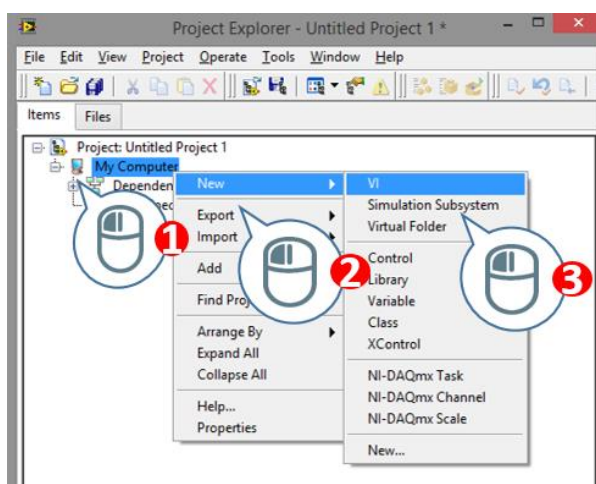 Project Explorer - Untitled Project 1 *
File Edit View Project Operate Tools Window Help
Items Files
Project: Untitled Project 1
My Computer
Dependen
New
Export
Import
Add
Find Proj
Arrange By
Expand All
Collapse All
Help...
Properties
VI
Simulation Subsystem
Virtual Folder
Control
Library
Variable
Class
XControl
NI-DAQmx Task
NI-DAQmx Channel
NI-DAQmx Scale
New...
1
2
3